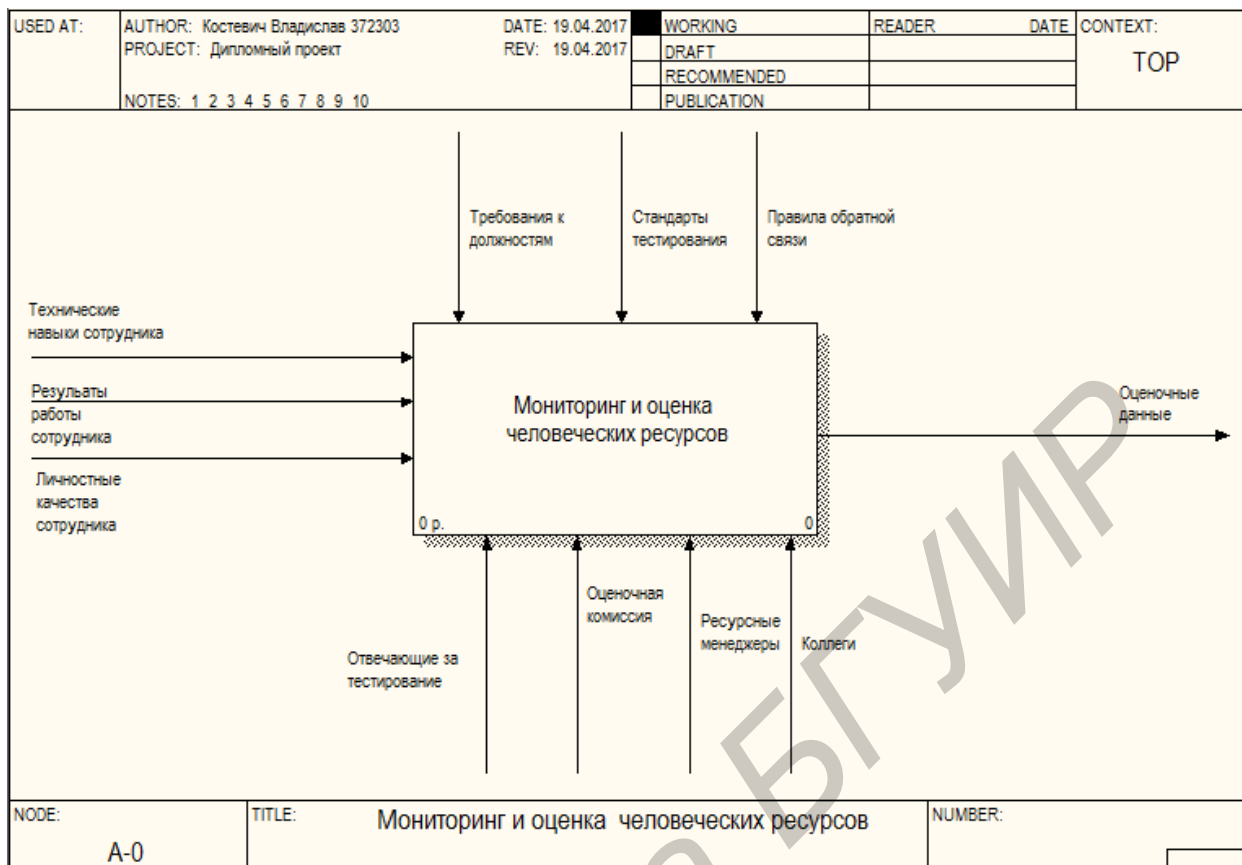 USED AT:
AUTHOR: Костевич Владислав 372303
DATE: 19.04.2017
PROJECT: Дипломный проект
REV: 19.04.2017
NOTES: 1 2 3 4 5 6 7 8 9 10
WORKING
DRAFT
RECOMMENDED
PUBLICATION
READER
DATE
CONTEXT:
TOP
Требования к
должностям
Стандарты
тестирования
Правила обратной
связи
Технические
навыки сотрудника
Резульаты
работы
сотрудника
Личностные
качества
сотрудника
Мониторинг и оценка
человеческих ресурсов
0 р.
0
Оценочные
данные
Отвечающие за
тестирование
Оценочная
комиссия
Ресурсные
менеджеры
Коллеги
БГУИР
NODE:
A-0
TITLE:
Мониторинг и оценка человеческих ресурсов
NUMBER: